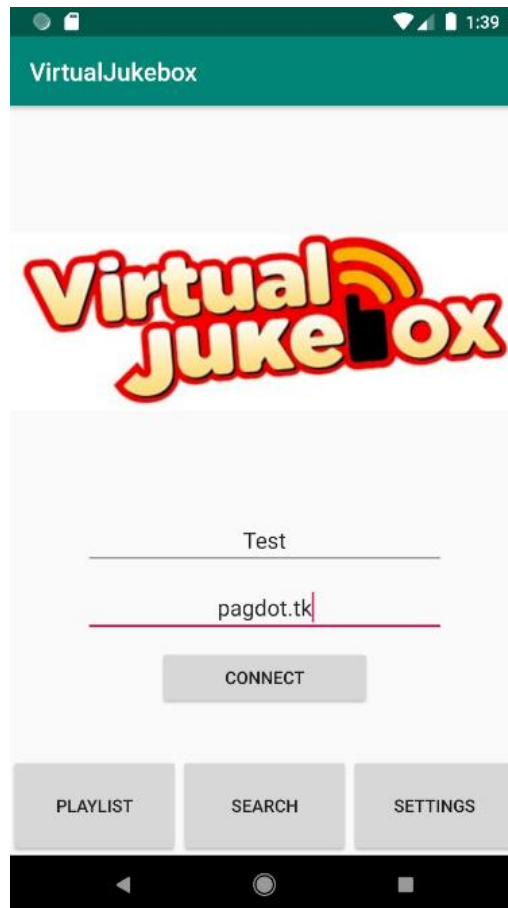 1:39
VirtualJukebox
Virtual
Jukebox
Test
pagdot.tk
CONNECT
PLAYLIST SEARCH SETTINGS